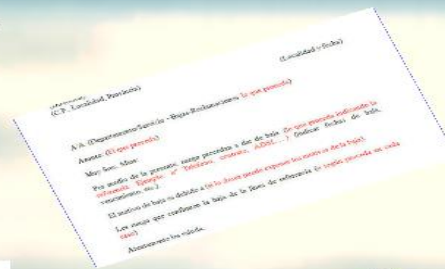 (C.P., Localidad, Provincia)
(Localidad y fecha)
A/A (Departamento/Servicio - Bajas-Reclamaciones lo que proceda)
Asunto: (El que proceda)
Muy Sres. Míos:
Por medio de la presente, ruego procedan a dar de baja (lo que proceda indicando la
referencia. Ejemplo: nº Teléfono, contrato, ADSL....) (indicar fecha) de baja,
vencimiento, etc.).
El motivo de baja es debido a (si lo desea puede exponer los motivos de la baja).
Les ruego que confirmen la baja de la línea de referencia (o según proceda en cada
caso)
Atentamente les saluda,